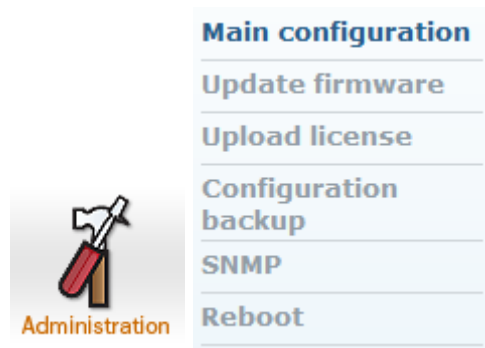 Main configuration
Update firmware
Upload license
Configuration
backup
SNMP
Reboot
Administration